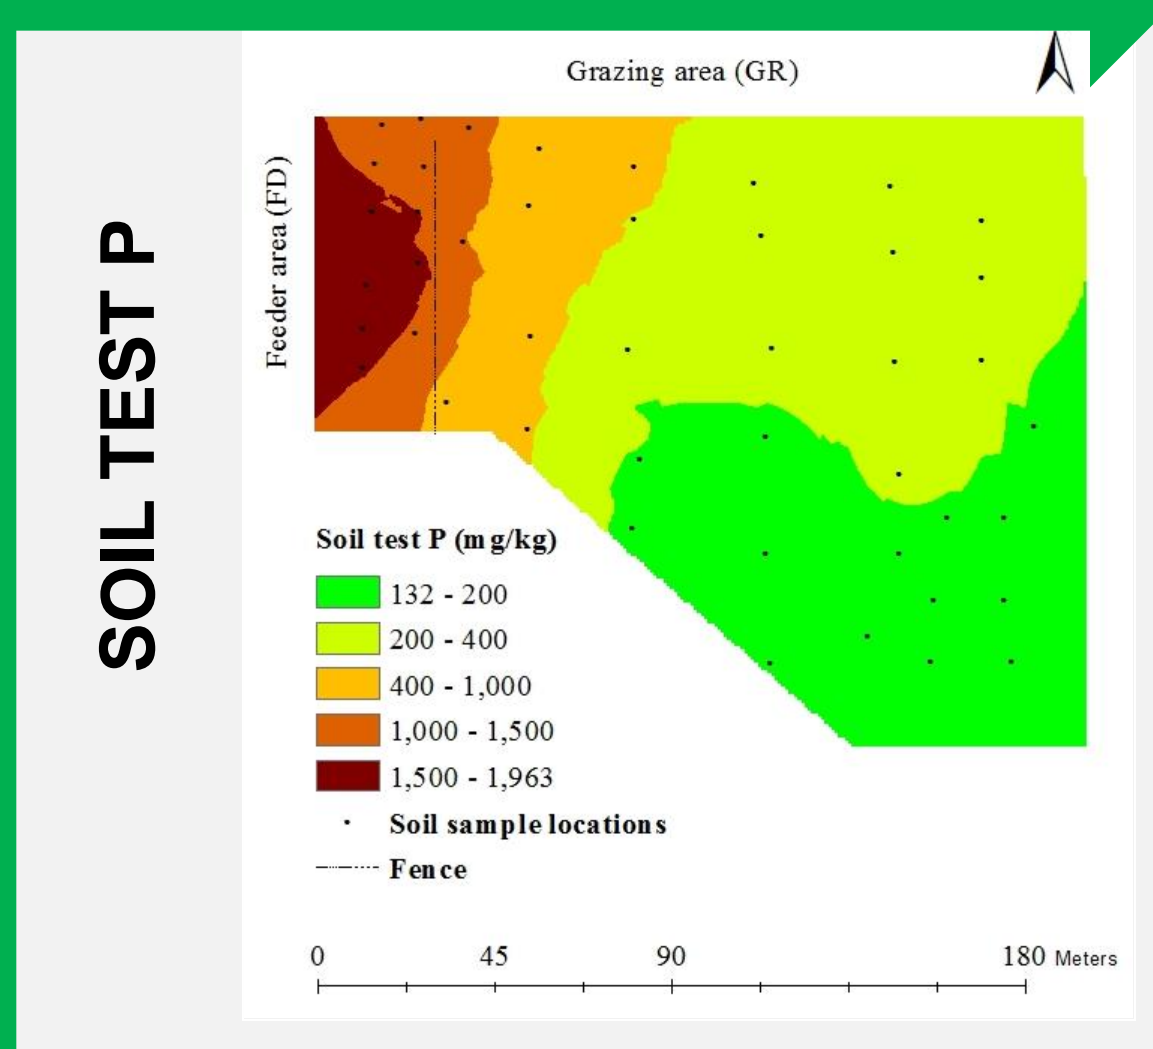 SOIL TEST P
Grazing area (GR)
Feeder area (FD)
Soil test P (mg/kg)
132 - 200
200 - 400
400 - 1,000
1,000 - 1,500
1,500 - 1,963
Soil sample locations
Fence
0 45 90 180 Meters